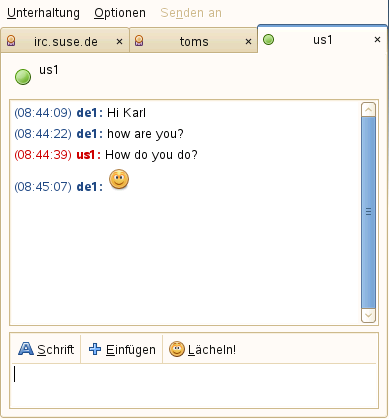 Unterhaltung Optionen Senden an
irc.suse.de × toms × us1 ×
us1
(08:44:09) de1: Hi Karl
(08:44:22) de1: how are you?
(08:44:39) us1: How do you do?
(08:45:07) de1:
Schrift Einfügen Lächeln!